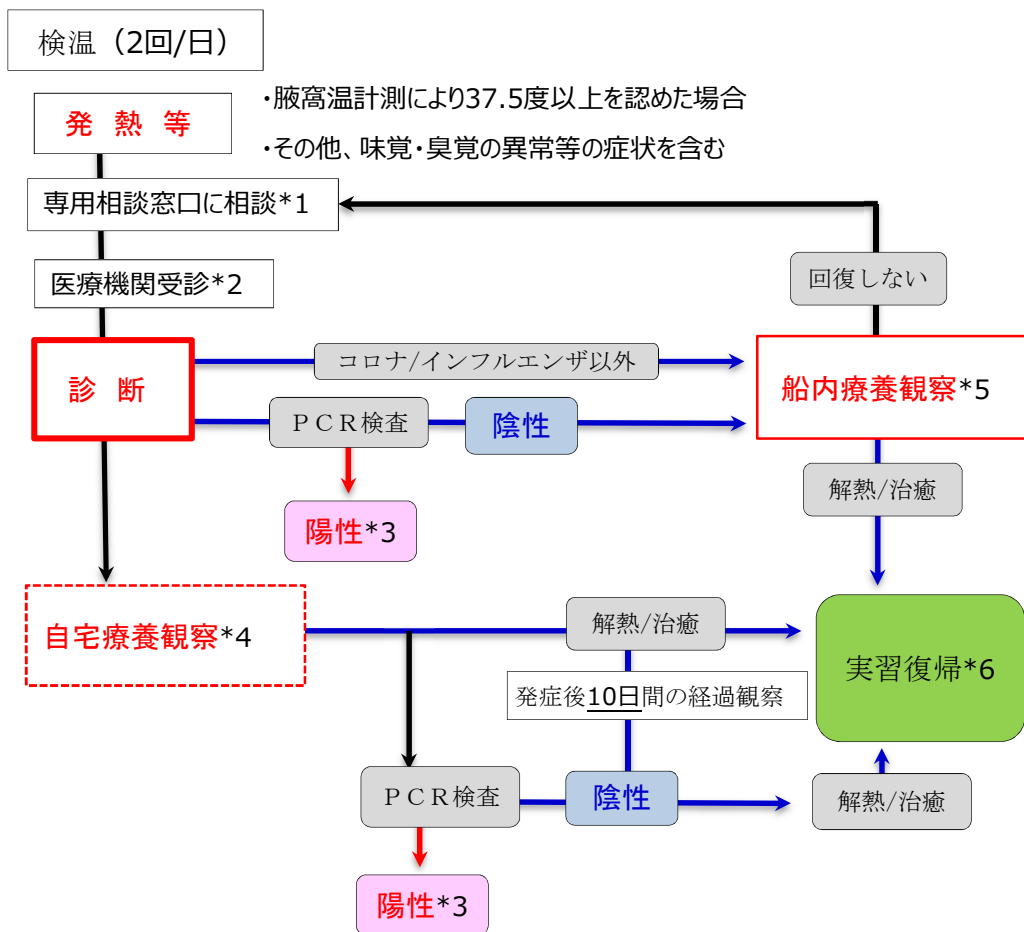 検温（2回/日）
発 熱 等
・腋窩温計測により37.5度以上を認めた場合
・その他、味覚・臭覚の異常等の症状を含む
専用相談窓口に相談*1
医療機関受診*2
回復しない
診 断
コロナ/インフルエンザ以外
船内療養観察*5
ＰＣＲ検査
陰性
解熱/治癒
陽性*3
自宅療養観察*4
解熱/治癒
実習復帰*6
発症後10日間の経過観察
ＰＣＲ検査
陰性
解熱/治癒
陽性*3